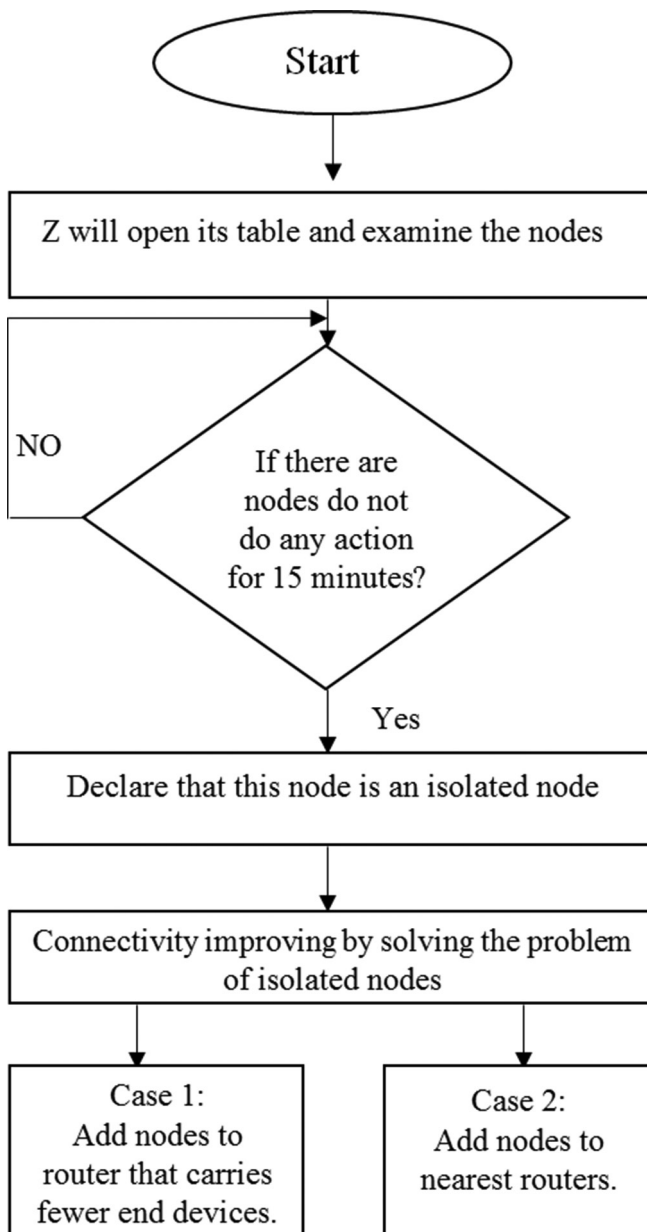 Start
Z will open its table and examine the nodes
NO
If there are
nodes do not
do any action
for 15 minutes?
Yes
Declare that this node is an isolated node
Connectivity improving by solving the problem
of isolated nodes
Case 1:
Add nodes to
router that carries
fewer end devices.
Case 2:
Add nodes to
nearest routers.